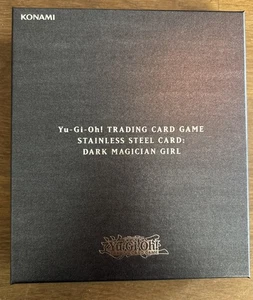 KONAMI
Yu-Gi-Oh! TRADING CARD GAME
STAINLESS STEEL CARD:
DARK MAGICIAN GIRL
Yu-Gi-Oh!